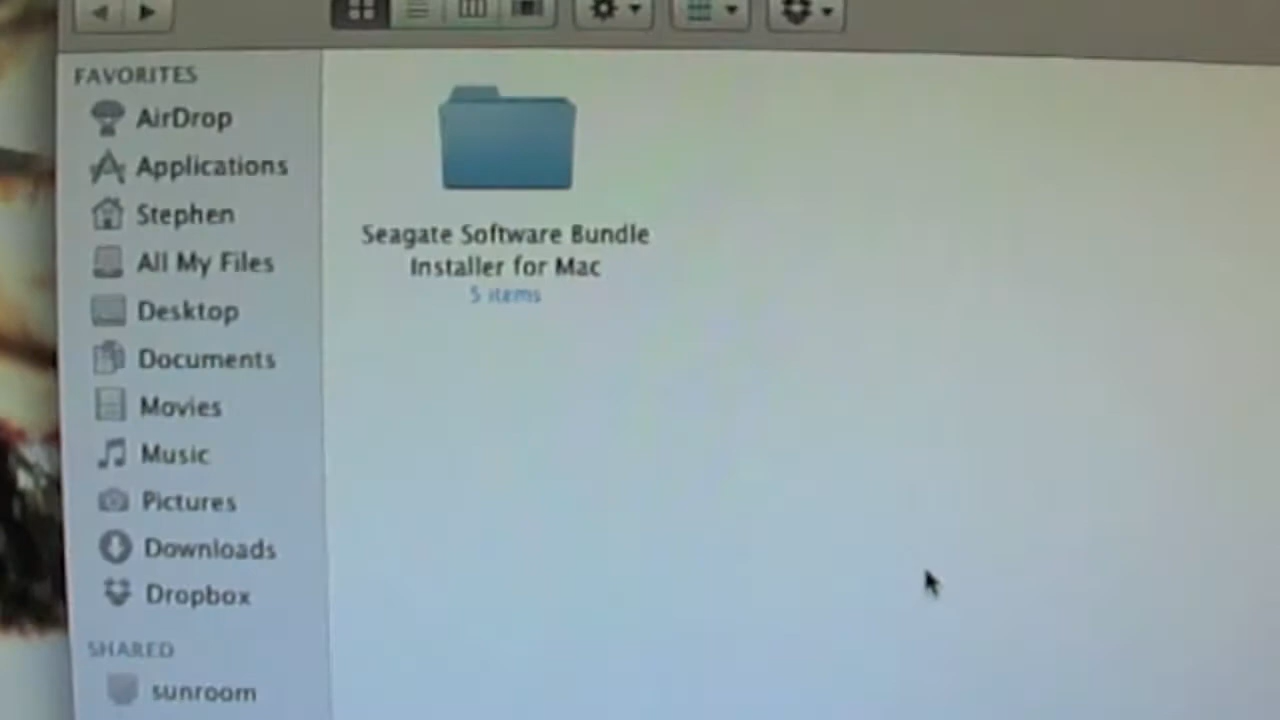 FAVORITES
AirDrop
Applications
Stephen
All My Files
Desktop
Documents
Movies
Music
Pictures
Downloads
Dropbox
SHARED
sunroom
Seagate Software Bundle
Installer for Mac
5 items